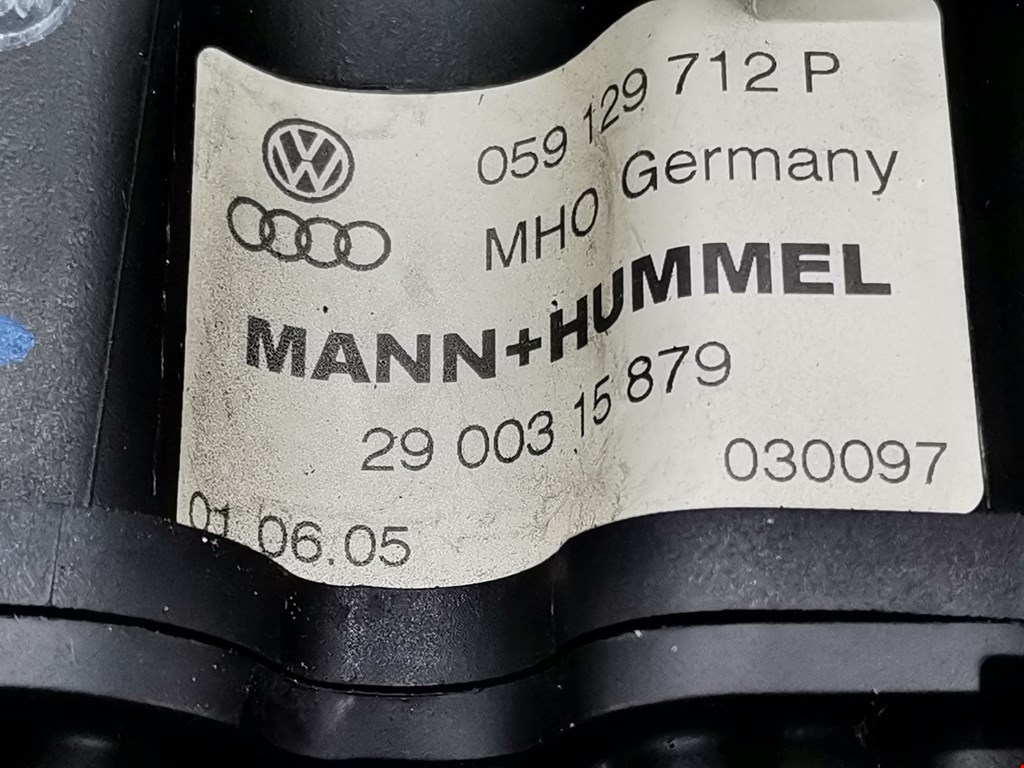 059 129 712 P
MHO Germany
MANN+HUMMEL
29 003 15 879
030097
01 06.05